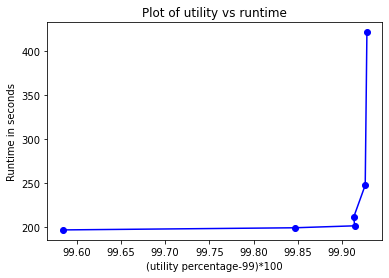 Plot of utility vs runtime
Runtime in seconds
400
350
300
250
200
99.60 99.65 99.70 99.75 99.80 99.85 99.90
(utility percentage-99)*100